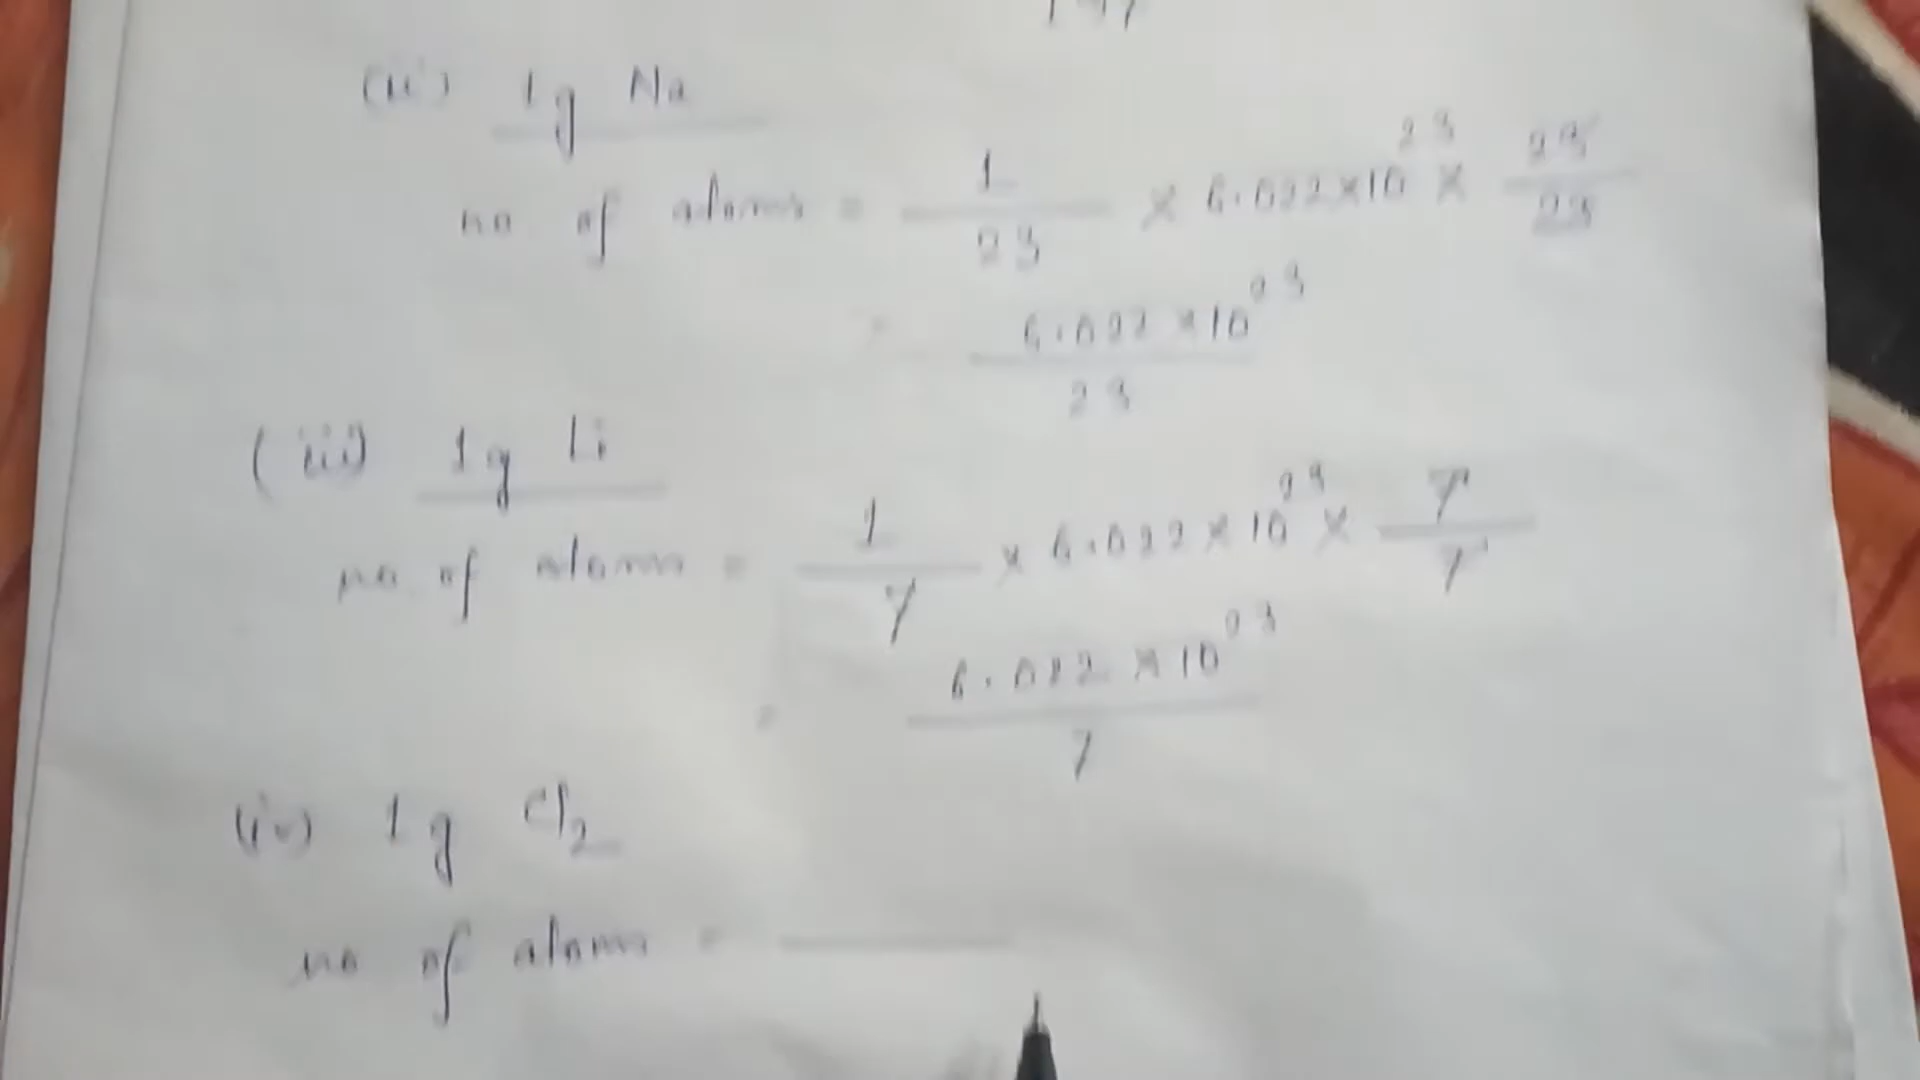 197
(ii) 1g Na
no of atoms = 1/23 × 6.022×10^23 × 23/23
= 6.022×10^23/23
(iii) 1g Li
no of atoms = 1/7 × 6.022×10^23 × 7/7
= 6.022×10^23/7
(iv) 1g Cl2
no of atoms =